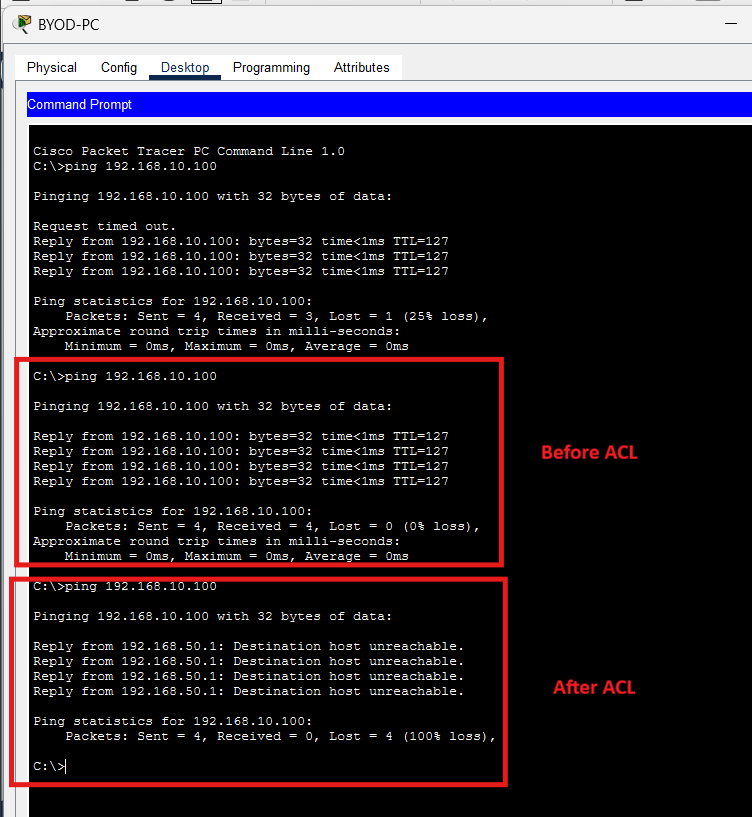 BYOD-PC
Physical Config Desktop Programming Attributes
Command Prompt
Cisco Packet Tracer PC Command Line 1.0
C:\>ping 192.168.10.100
Pinging 192.168.10.100 with 32 bytes of data:
Request timed out.
Reply from 192.168.10.100: bytes=32 time<1ms TTL=127
Reply from 192.168.10.100: bytes=32 time<1ms TTL=127
Reply from 192.168.10.100: bytes=32 time<1ms TTL=127
Ping statistics for 192.168.10.100:
Packets: Sent = 4, Received = 3, Lost = 1 (25% loss),
Approximate round trip times in milli-seconds:
Minimum = 0ms, Maximum = 0ms, Average = 0ms
C:\>ping 192.168.10.100
Pinging 192.168.10.100 with 32 bytes of data:
Reply from 192.168.10.100: bytes=32 time<1ms TTL=127
Reply from 192.168.10.100: bytes=32 time<1ms TTL=127
Reply from 192.168.10.100: bytes=32 time<1ms TTL=127
Reply from 192.168.10.100: bytes=32 time<1ms TTL=127
Ping statistics for 192.168.10.100:
Packets: Sent = 4, Received = 4, Lost = 0 (0% loss),
Approximate round trip times in milli-seconds:
Minimum = 0ms, Maximum = 0ms, Average = 0ms
Before ACL
C:\>ping 192.168.10.100
Pinging 192.168.10.100 with 32 bytes of data:
Reply from 192.168.50.1: Destination host unreachable.
Reply from 192.168.50.1: Destination host unreachable.
Reply from 192.168.50.1: Destination host unreachable.
Reply from 192.168.50.1: Destination host unreachable.
Ping statistics for 192.168.10.100:
Packets: Sent = 4, Received = 0, Lost = 4 (100% loss),
C:\>
After ACL